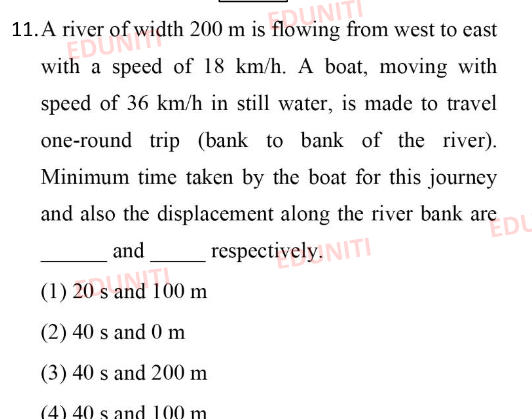 11. A river of width 200 m is flowing from west to east
with a speed of 18 km/h. A boat, moving with
speed of 36 km/h in still water, is made to travel
one-round trip (bank to bank of the river).
Minimum time taken by the boat for this journey
and also the displacement along the river bank are
______ and _____ respectively.
(1) 20 s and 100 m
(2) 40 s and 0 m
(3) 40 s and 200 m
(4) 40 s and 100 m
EDUNITI
EDUNITI
EDU
EDUNITI
EDUNITI